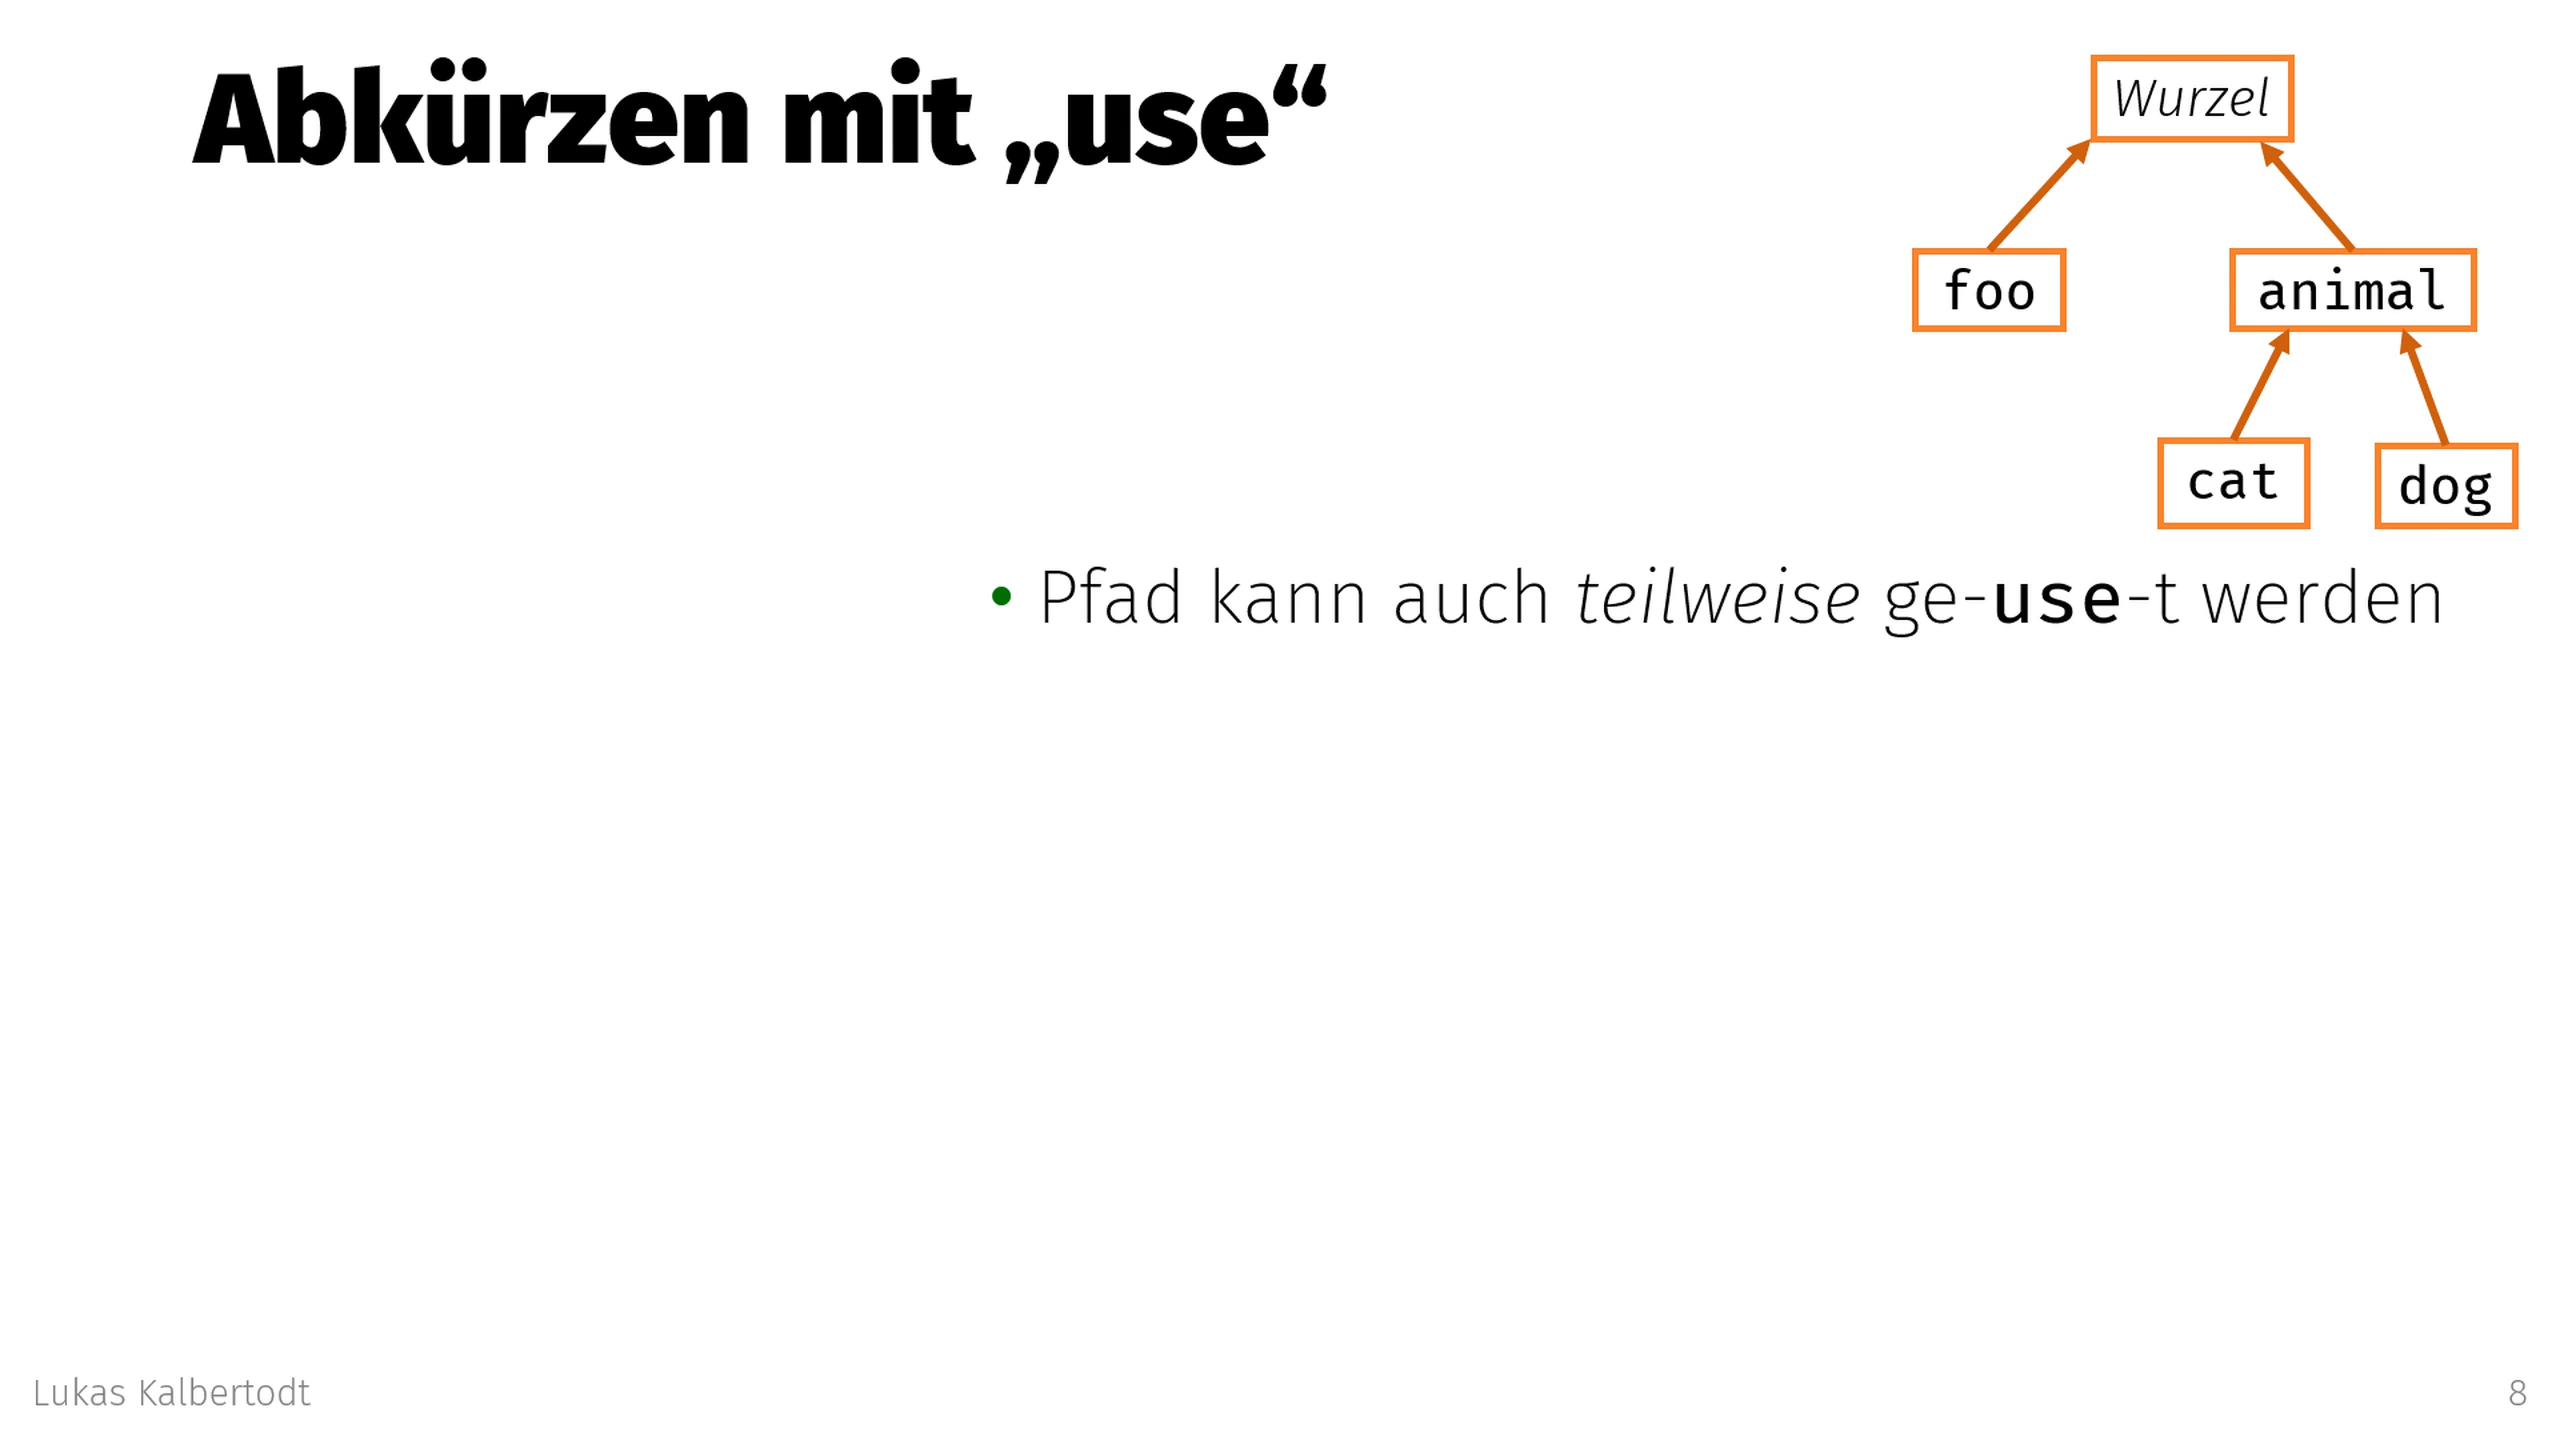 Abkürzen mit „use“
Wurzel
foo
animal
cat
dog
• Pfad kann auch teilweise ge-use-t werden
Lukas Kalbertodt
8